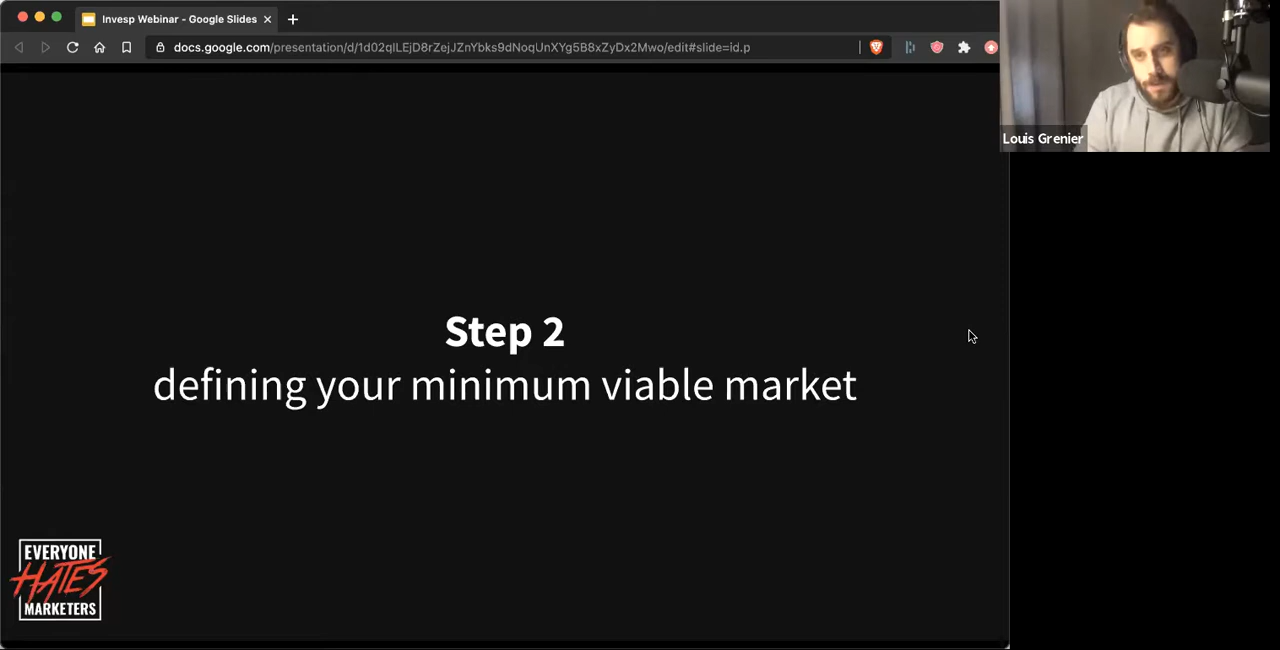 Invesp Webinar - Google Slides
docs.google.com/presentation/d/1d02qILEjD8rZejJZnYbks9dNoqUnXYg5B8xZyDx2Mwo/edit#slide=id.p
Louis Grenier
Step 2
defining your minimum viable market
EVERYONE
HATES
MARKETERS